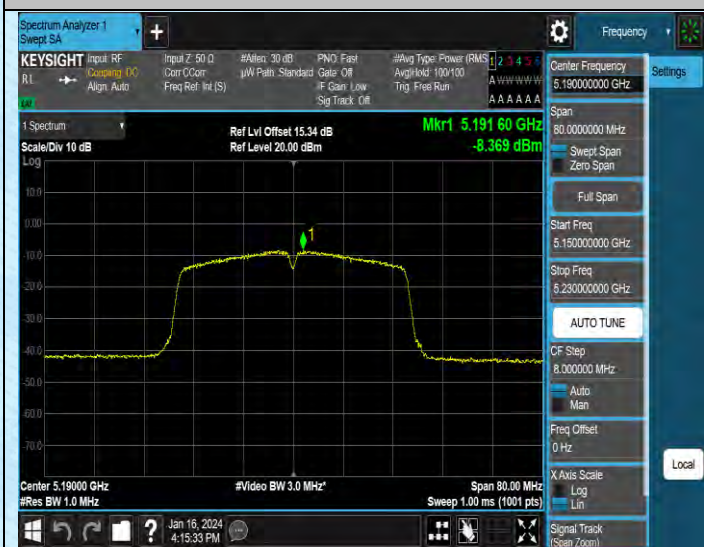 Spectrum Analyzer 1
Swept SA
Frequency
KEYSIGHT
Input: RF
Input Z: 50 Ω
#Atten: 30 dB
PNO: Fast
#Avg Type: Power (RMS
1 2 3 4 5 6
RL
Coupling: DC
Corr CCorr
µW Path: Standard
Gate: Off
Avg|Hold: 100/100
A W W W W W
Align: Auto
Freq Ref: Int (S)
IF Gain: Low
Trig: Free Run
Sig Track: Off
A A A A A A
1 Spectrum
Ref Lvl Offset 15.34 dB
Mkr1 5.191 60 GHz
Scale/Div 10 dB
Ref Level 20.00 dBm
-8.369 dBm
Log
10.0
0.00
-10.0
-20.0
-30.0
-40.0
-50.0
-60.0
-70.0
1
Center 5.19000 GHz
#Video BW 3.0 MHz*
Span 80.00 MHz
#Res BW 1.0 MHz
Sweep 1.00 ms (1001 pts)
Jan 16, 2024
4:15:33 PM
Center Frequency
5.190000000 GHz
Settings
Span
80.0000000 MHz
Swept Span
Zero Span
Full Span
Start Freq
5.150000000 GHz
Stop Freq
5.230000000 GHz
AUTO TUNE
CF Step
8.000000 MHz
Auto
Man
Freq Offset
0 Hz
X Axis Scale
Log
Lin
Local
Signal Track
(Span Zoom)